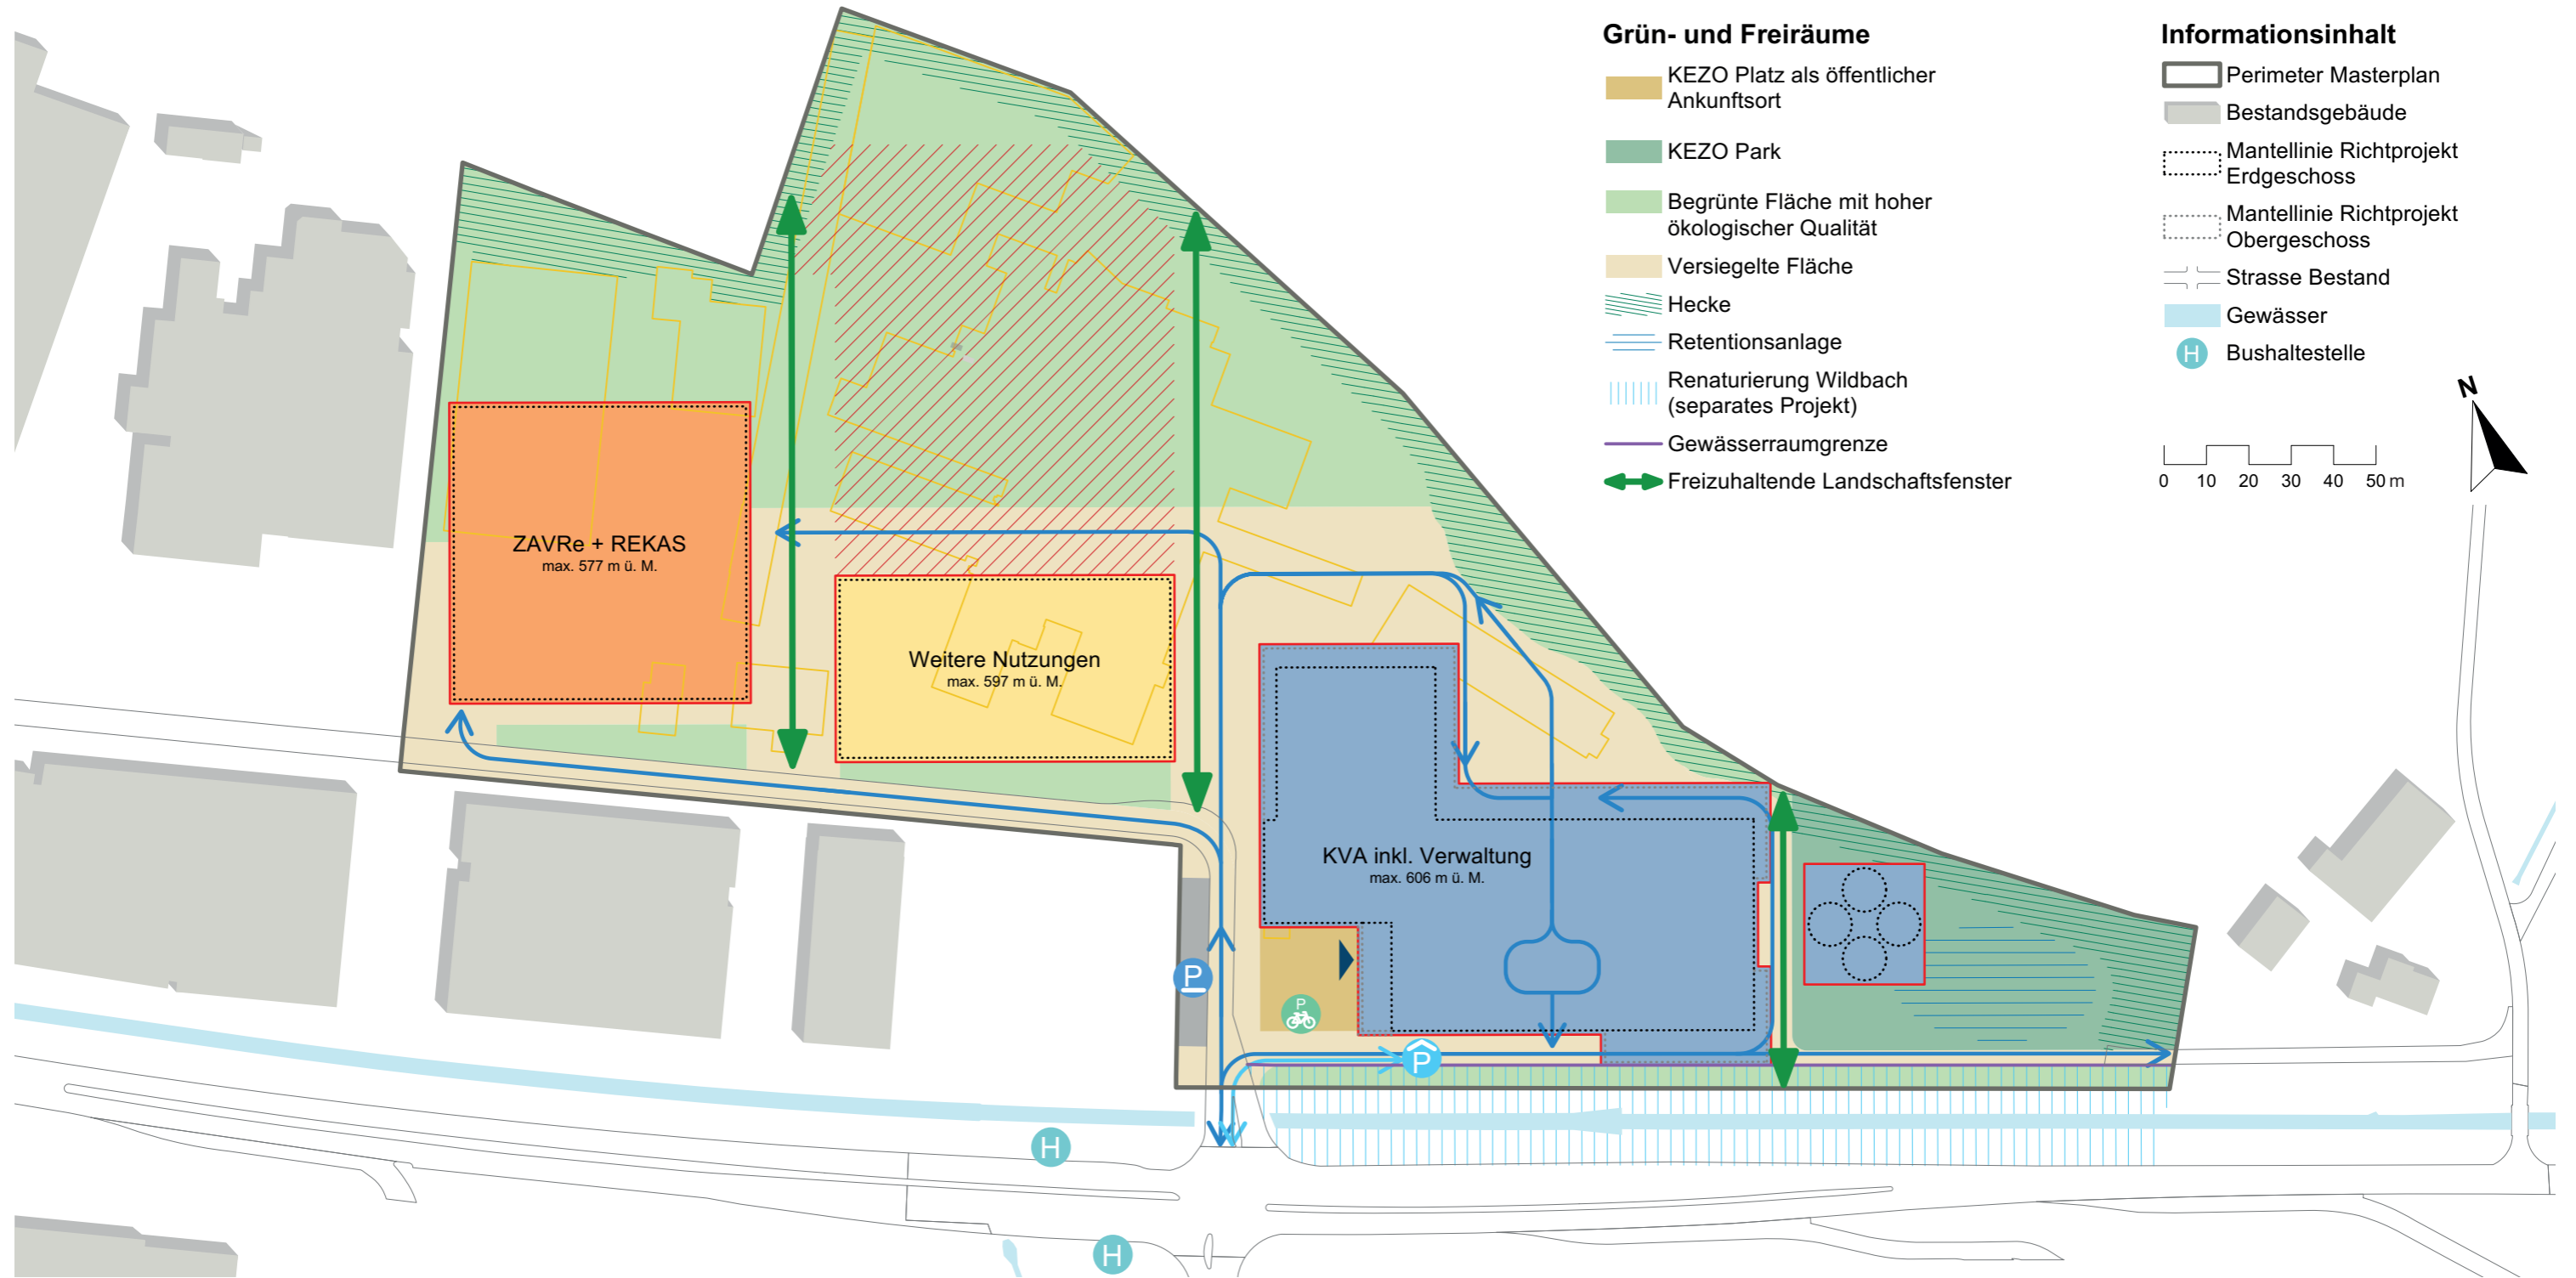 Grün- und Freiräume
KEZO Platz als öffentlicher
Ankunftsort
KEZO Park
Begrünte Fläche mit hoher
ökologischer Qualität
Versiegelte Fläche
Hecke
Retentionsanlage
Renaturierung Wildbach
(separates Projekt)
Gewässerraumgrenze
Freizuhaltende Landschaftsfenster
Informationsinhalt
Perimeter Masterplan
Bestandsgebäude
Mantellinie Richtprojekt
Erdgeschoss
Mantellinie Richtprojekt
Obergeschoss
Strasse Bestand
Gewässer
H Bushaltestelle
N
0 10 20 30 40 50 m
ZAVRe + REKAS
max. 577 m ü. M.
Weitere Nutzungen
max. 597 m ü. M.
KVA inkl. Verwaltung
max. 606 m ü. M.
P
P
P
H
H